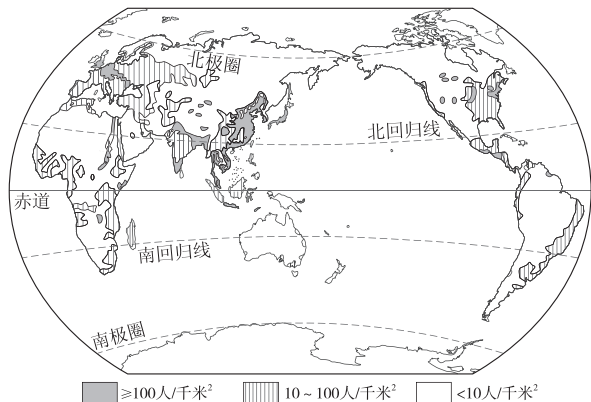 北极圈
北回归线
赤道
南回归线
南极圈
≥100人/千米² 10～100人/千米² <10人/千米²